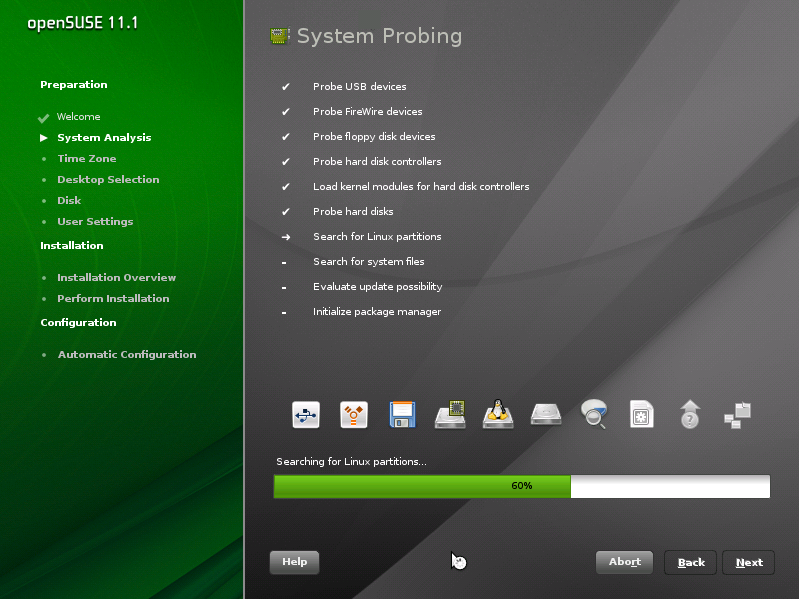 openSUSE 11.1
Preparation
Welcome
System Analysis
Time Zone
Desktop Selection
Disk
User Settings
Installation
Installation Overview
Perform Installation
Configuration
Automatic Configuration
System Probing
Probe USB devices
Probe FireWire devices
Probe floppy disk devices
Probe hard disk controllers
Load kernel modules for hard disk controllers
Probe hard disks
Search for Linux partitions
Search for system files
Evaluate update possibility
Initialize package manager
Searching for Linux partitions...
60%
Help
Abort
Back
Next